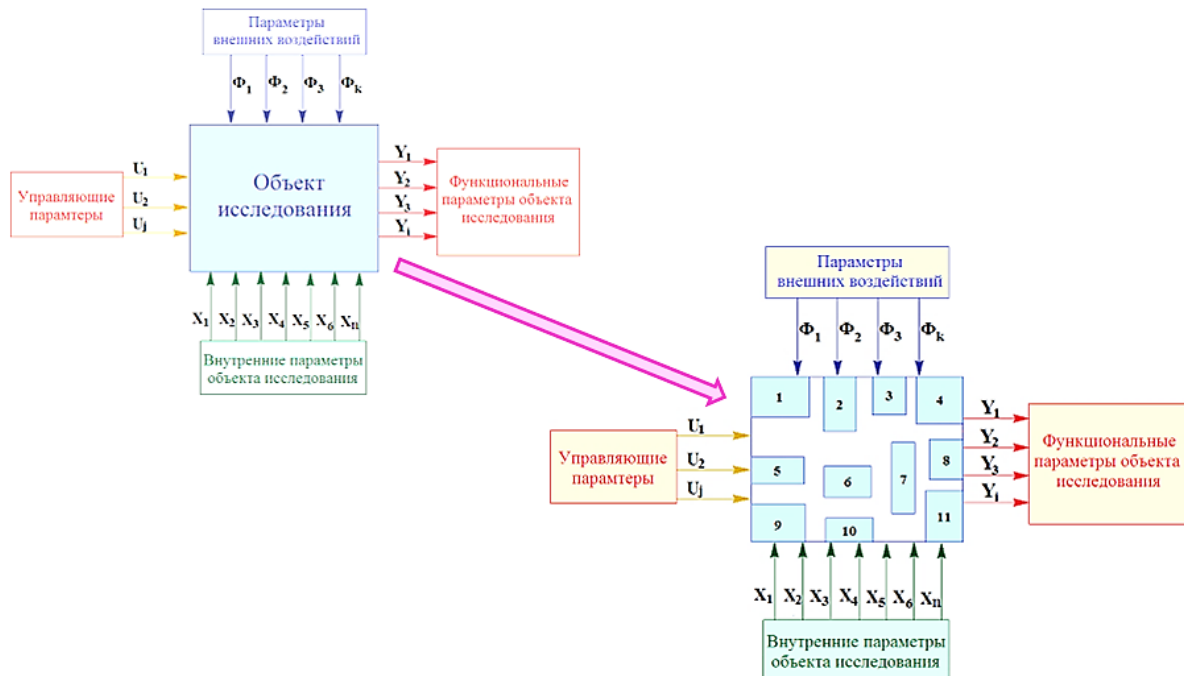 Параметры
внешних воздействий
Ф1 Ф2 Ф3 Фk
Управляющие
парамтеры
U1
U2
Uj
Объект
исследования
Y1
Y2
Y3
Yi
Функциональные
параметры объекта
исследования
X1 X2 X3 X4 X5 X6 Xn
Внутренние параметры
объекта исследования
Параметры
внешних воздействий
Ф1 Ф2 Ф3 Фk
Управляющие
парамтеры
U1
U2
Uj
1 2 3 4
5 6 7 8
9 10 11
Y1
Y2
Y3
Yi
Функциональные
параметры объекта
исследования
X1 X2 X3 X4 X5 X6 Xn
Внутренние параметры
объекта исследования